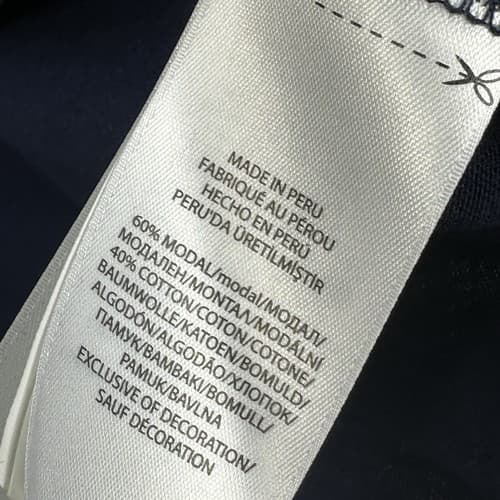 MADE IN PERU
FABRIQUÉ AU PÉROU
HECHO EN PERÚ
PERU'DA ÜRETILMIŞTIR
60% MODAL/modal/МОДАЛ/
МОДАЛЕН/MONTAΛ/MODÁLNÍ
40% COTTON/COTON/COTONE/
BAUMWOLLE/KATOEN/BOMULD/
ALGODÓN/ALGODÃO/ХЛОПОК/
ПАМУК/BAMBAKI/BOMULL/
PAMUK/BAVLNA
EXCLUSIVE OF DECORATION/
SAUF DÉCORATION